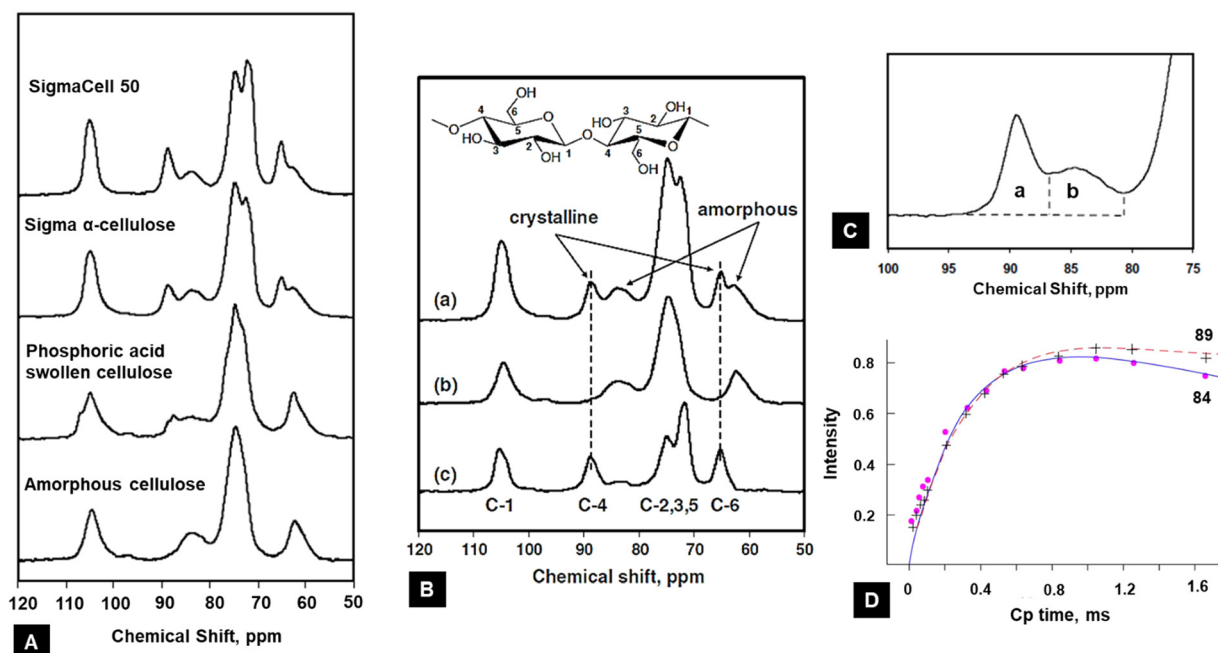 SigmaCell 50
Sigma α-cellulose
Phosphoric acid
swollen cellulose
Amorphous cellulose
120 110 100 90 80 70 60 50
Chemical Shift, ppm
A
4 6 OH
O 5 O
HO 3 2 OH 1
O
3 2 HO 1
HO
4 5 O
6 OH
crystalline
amorphous
(a)
(b)
(c)
C-1 C-4 C-2,3,5 C-6
120 110 100 90 80 70 60 50
Chemical shift, ppm
B
a b
C
100 95 90 85 80 75
Chemical Shift, ppm
89
84
0.8
0.6
0.4
0.2
Intensity
0 0.4 0.8 1.2 1.6
Cp time, ms
D